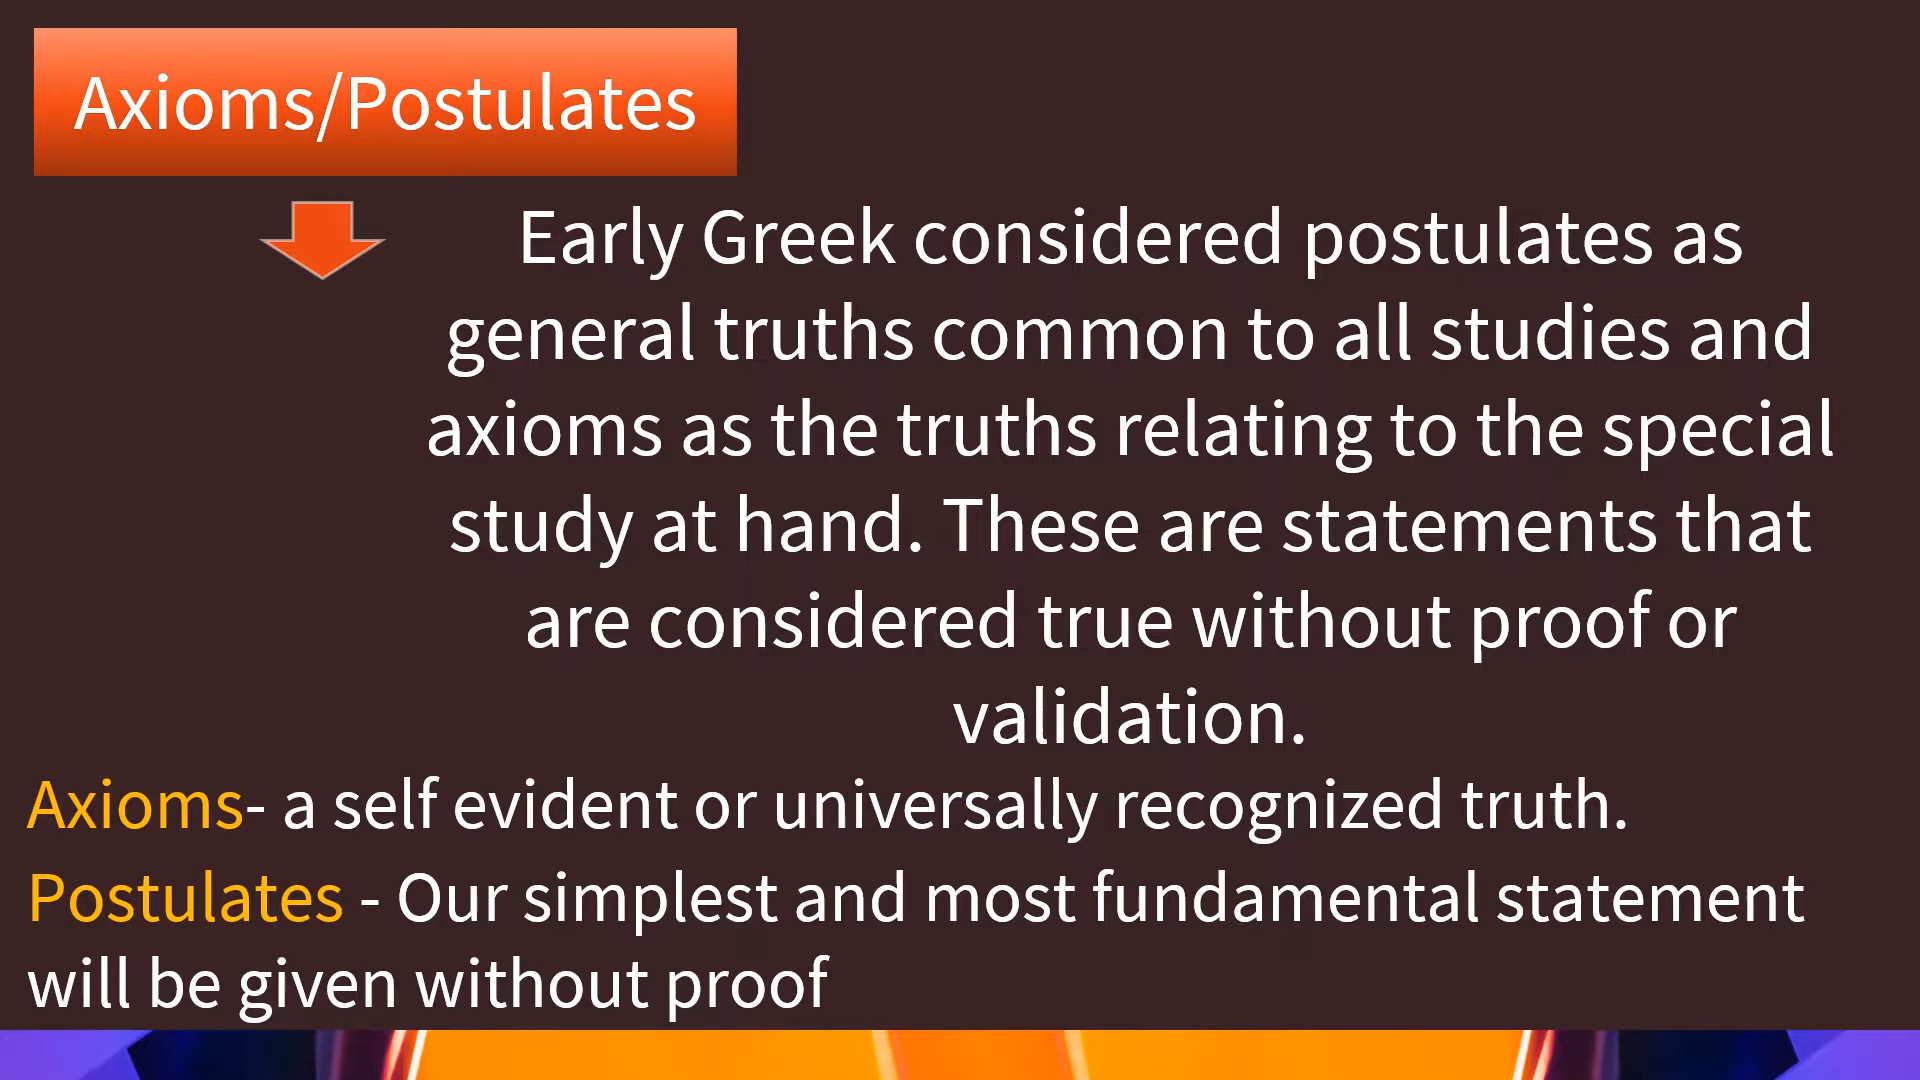 Axioms/Postulates
Early Greek considered postulates as
general truths common to all studies and
axioms as the truths relating to the special
study at hand. These are statements that
are considered true without proof or
validation.
Axioms- a self evident or universally recognized truth.
Postulates - Our simplest and most fundamental statement
will be given without proof